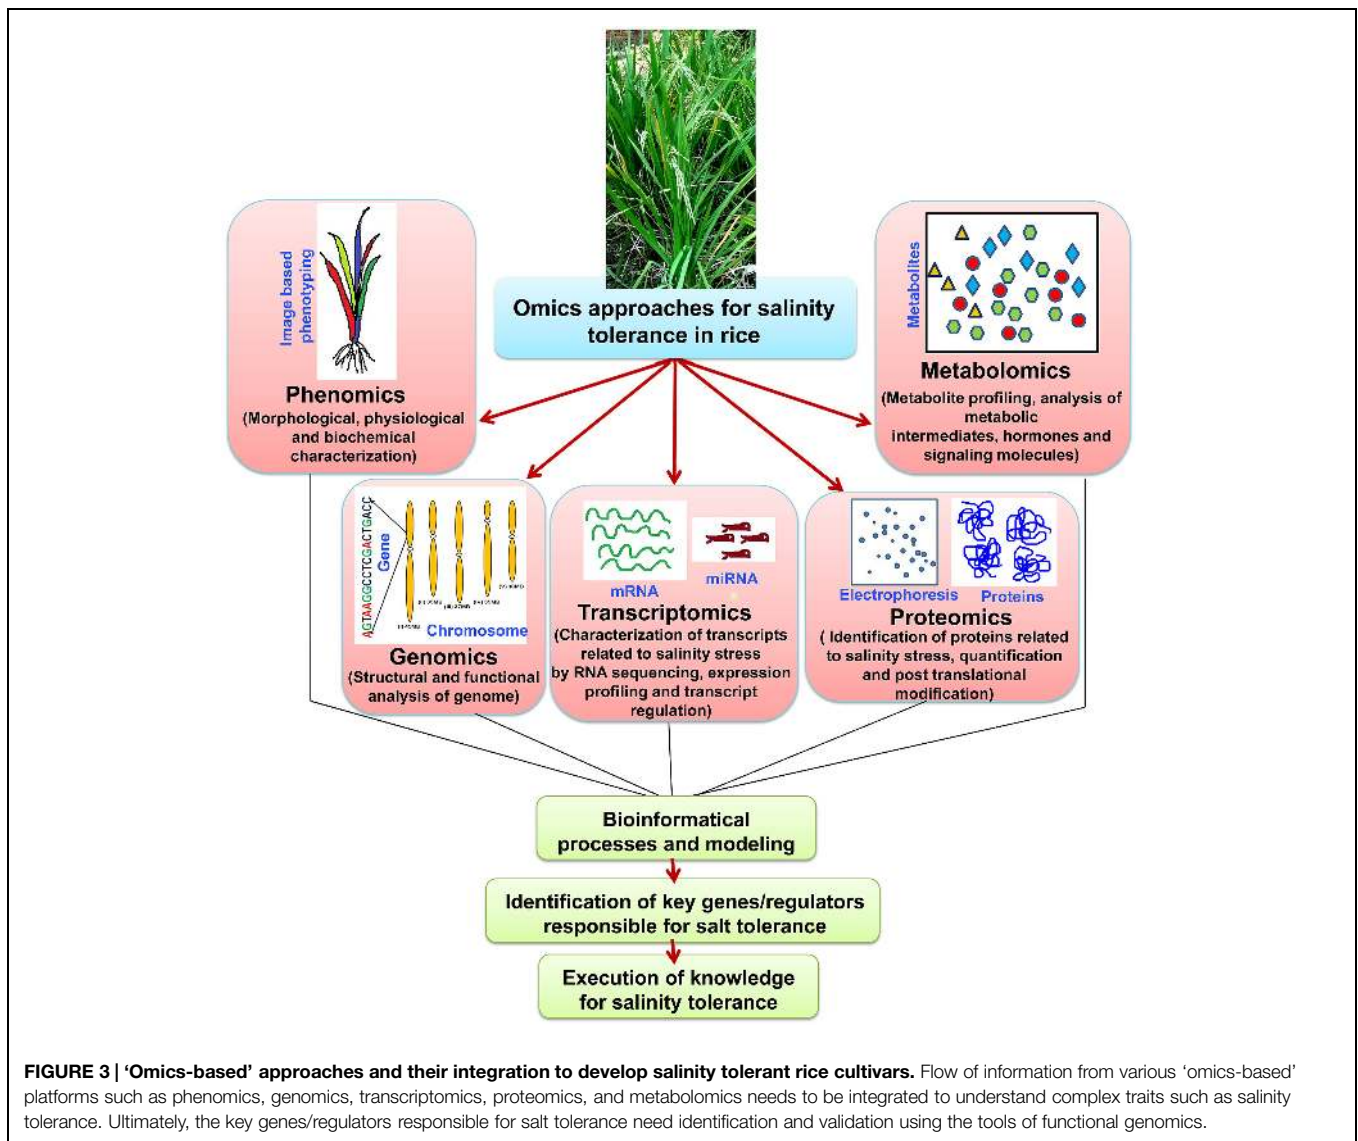 Omics approaches for salinity
tolerance in rice
Image based
phenotyping
Phenomics
(Morphological, physiological
and biochemical
characterization)
Metabolites
Metabolomics
(Metabolite profiling, analysis of
metabolic
intermediates, hormones and
signaling molecules)
AGTAAGGCCTCGACTGACC
Gene
Chromosome
Genomics
(Structural and functional
analysis of genome)
mRNA
miRNA
Transcriptomics
(Characterization of transcripts
related to salinity stress
by RNA sequencing, expression
profiling and transcript
regulation)
Electrophoresis
Proteins
Proteomics
( Identification of proteins related
to salinity stress, quantification
and post translational
modification)
Bioinformatical
processes and modeling
Identification of key genes/regulators
responsible for salt tolerance
Execution of knowledge
for salinity tolerance
FIGURE 3 | ‘Omics-based’ approaches and their integration to develop salinity tolerant rice cultivars. Flow of information from various ‘omics-based’
platforms such as phenomics, genomics, transcriptomics, proteomics, and metabolomics needs to be integrated to understand complex traits such as salinity
tolerance. Ultimately, the key genes/regulators responsible for salt tolerance need identification and validation using the tools of functional genomics.